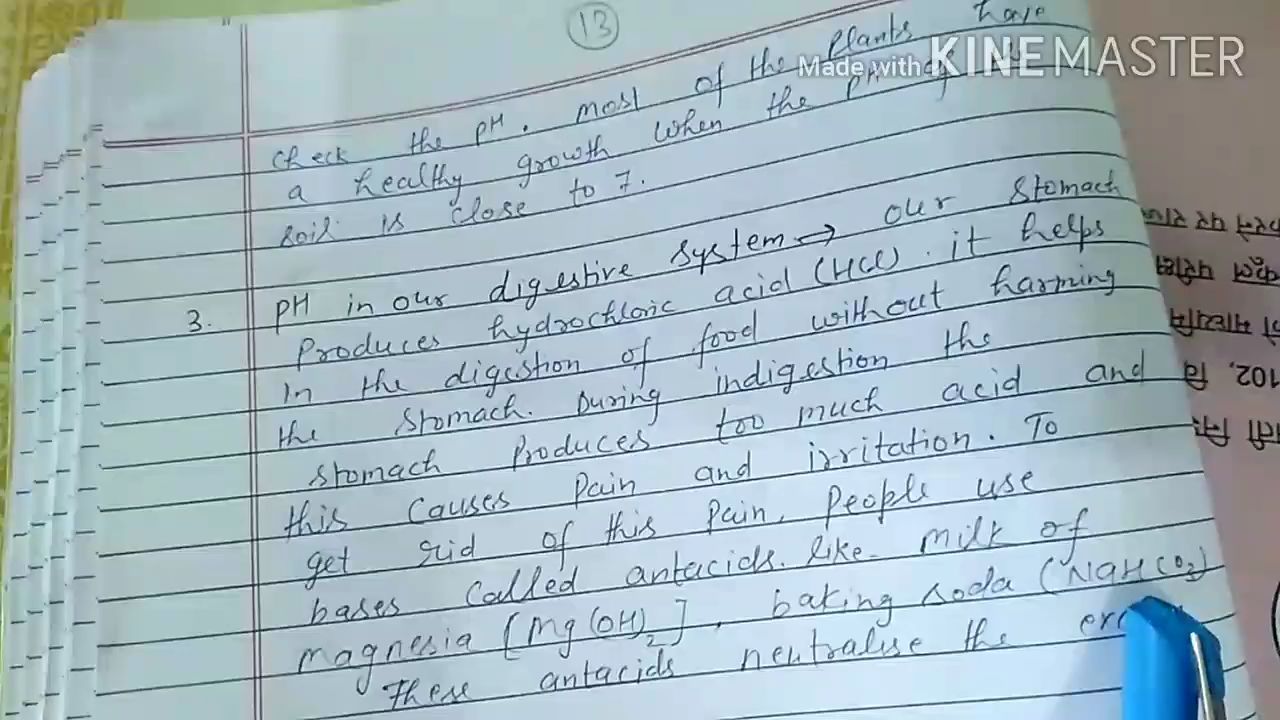 13
Made with KINEMASTER
check the pH. most of the plants have
a healthy growth when the pH of
soil is close to 7.
3. pH in our digestive system → our stomach
produces hydrochloric acid (HCl). it helps
in the digestion of food without harming
the stomach. During indigestion the
stomach produces too much acid and
this causes pain and irritation. To
get rid of this pain, people use
bases called antacids. like milk of
magnesia [Mg(OH)2], baking soda (NaHCO3)
These antacids neutralise the